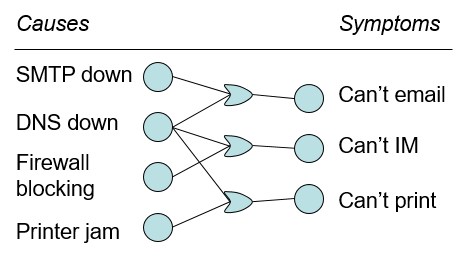 Causes
Symptoms
SMTP down
DNS down
Firewall
blocking
Printer jam
Can't email
Can't IM
Can't print